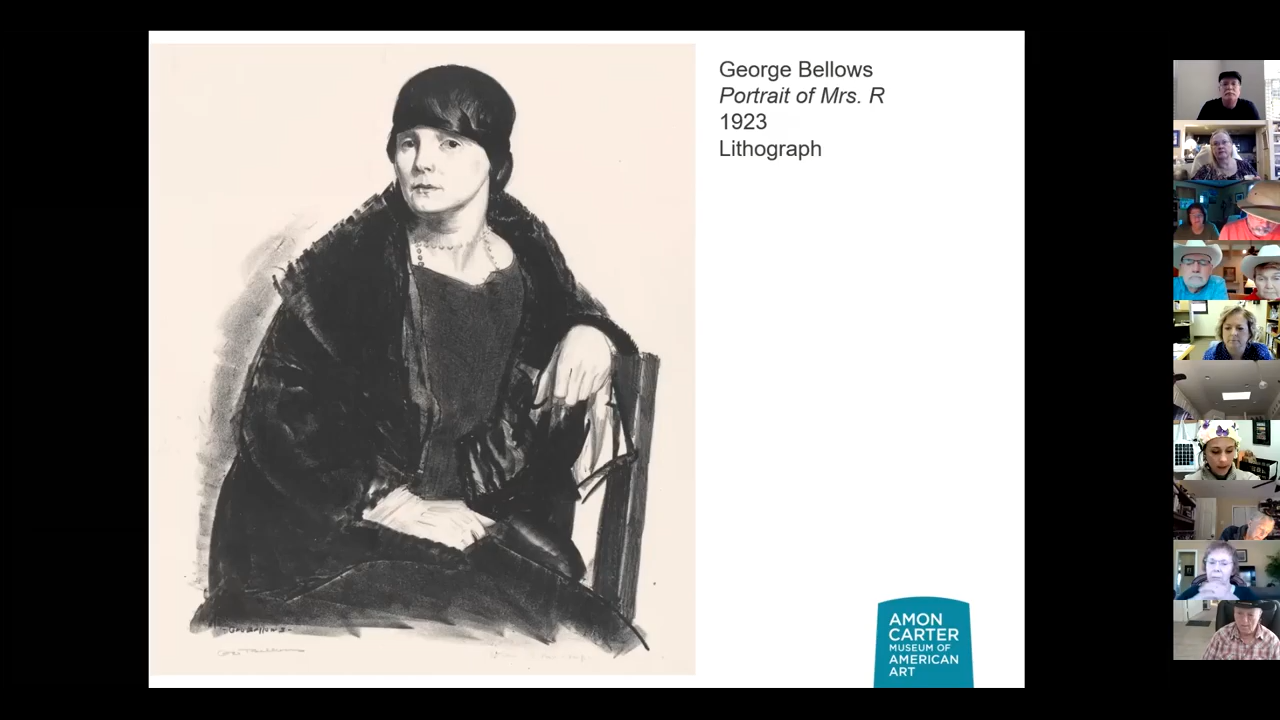 George Bellows
Portrait of Mrs. R
1923
Lithograph
AMON
CARTER
MUSEUM OF
AMERICAN
ART